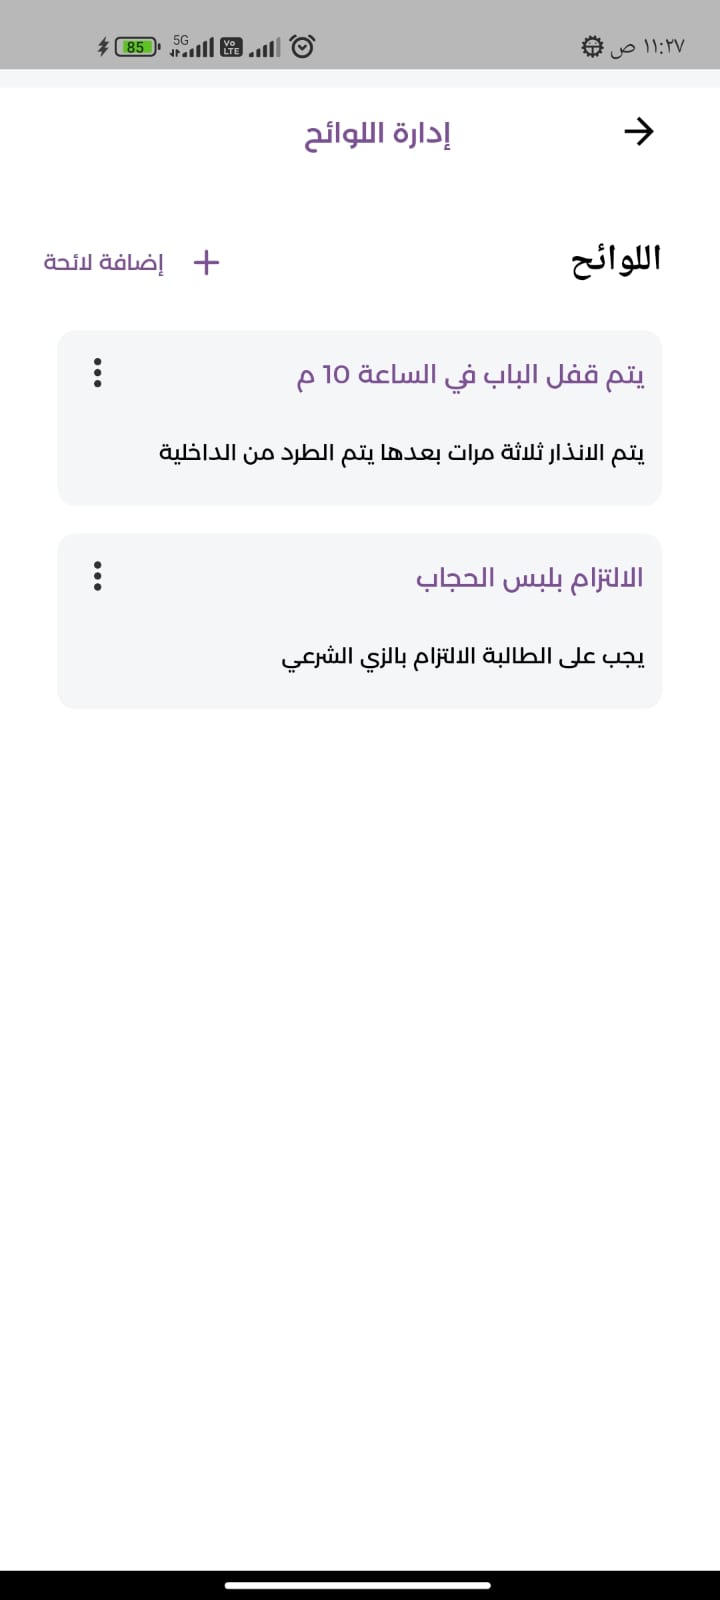 ١١:٢٧ ص
5G
Vo LTE
85
إدارة اللوائح
اللوائح
+ إضافة لائحة
يتم قفل الباب في الساعة 10 م
يتم الانذار ثلاثة مرات بعدها يتم الطرد من الداخلية
الالتزام بلبس الحجاب
يجب على الطالبة الالتزام بالزي الشرعي